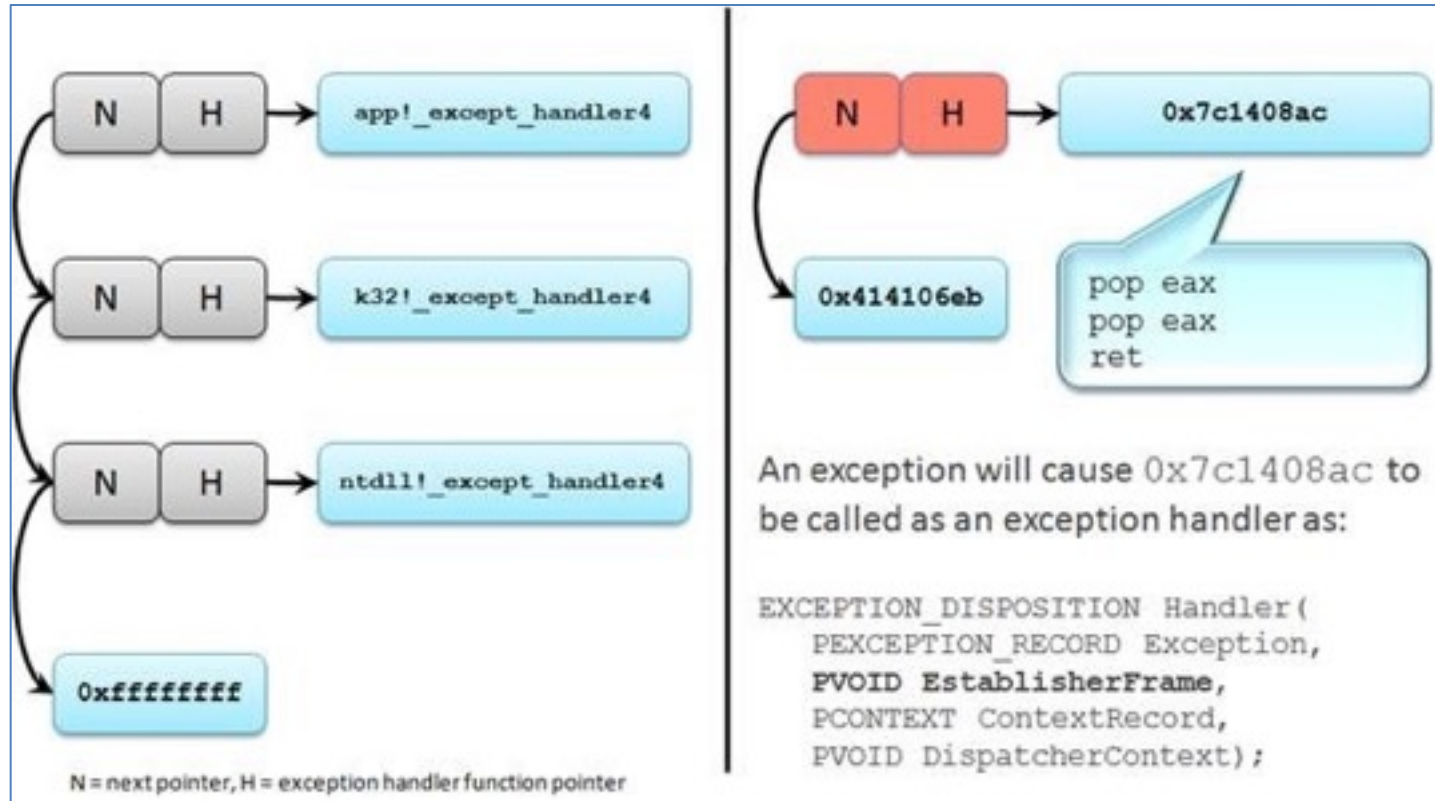 N H app!_except_handler4
N H k32!_except_handler4
N H ntdll!_except_handler4
0xffffffff
N = next pointer, H = exception handler function pointer
N H 0x7c1408ac
0x414106eb
pop eax
pop eax
ret
An exception will cause 0x7c1408ac to
be called as an exception handler as:
EXCEPTION_DISPOSITION Handler(
PEXCEPTION_RECORD Exception,
PVOID EstablisherFrame,
PCONTEXT ContextRecord,
PVOID DispatcherContext);